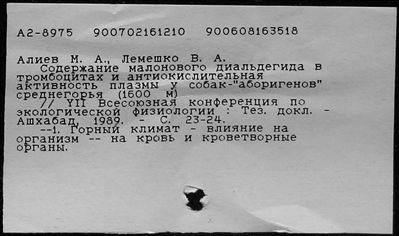 А2-8975 900702161210 900608163518
Алиев М. А., Лемешко В. А.
Содержание малонового диальдегида в
тромбоцитах и антиокислительная
активность плазмы у собак-"аборигенов"
среднегорья (1600 м)
// YII Всесоюзная конференция по
экологической физиологии : Тез. докл. -
Ашхабад, 1989. - С. 23-24.
--1. Горный климат - влияние на
организм -- на кровь и кроветворные
органы.